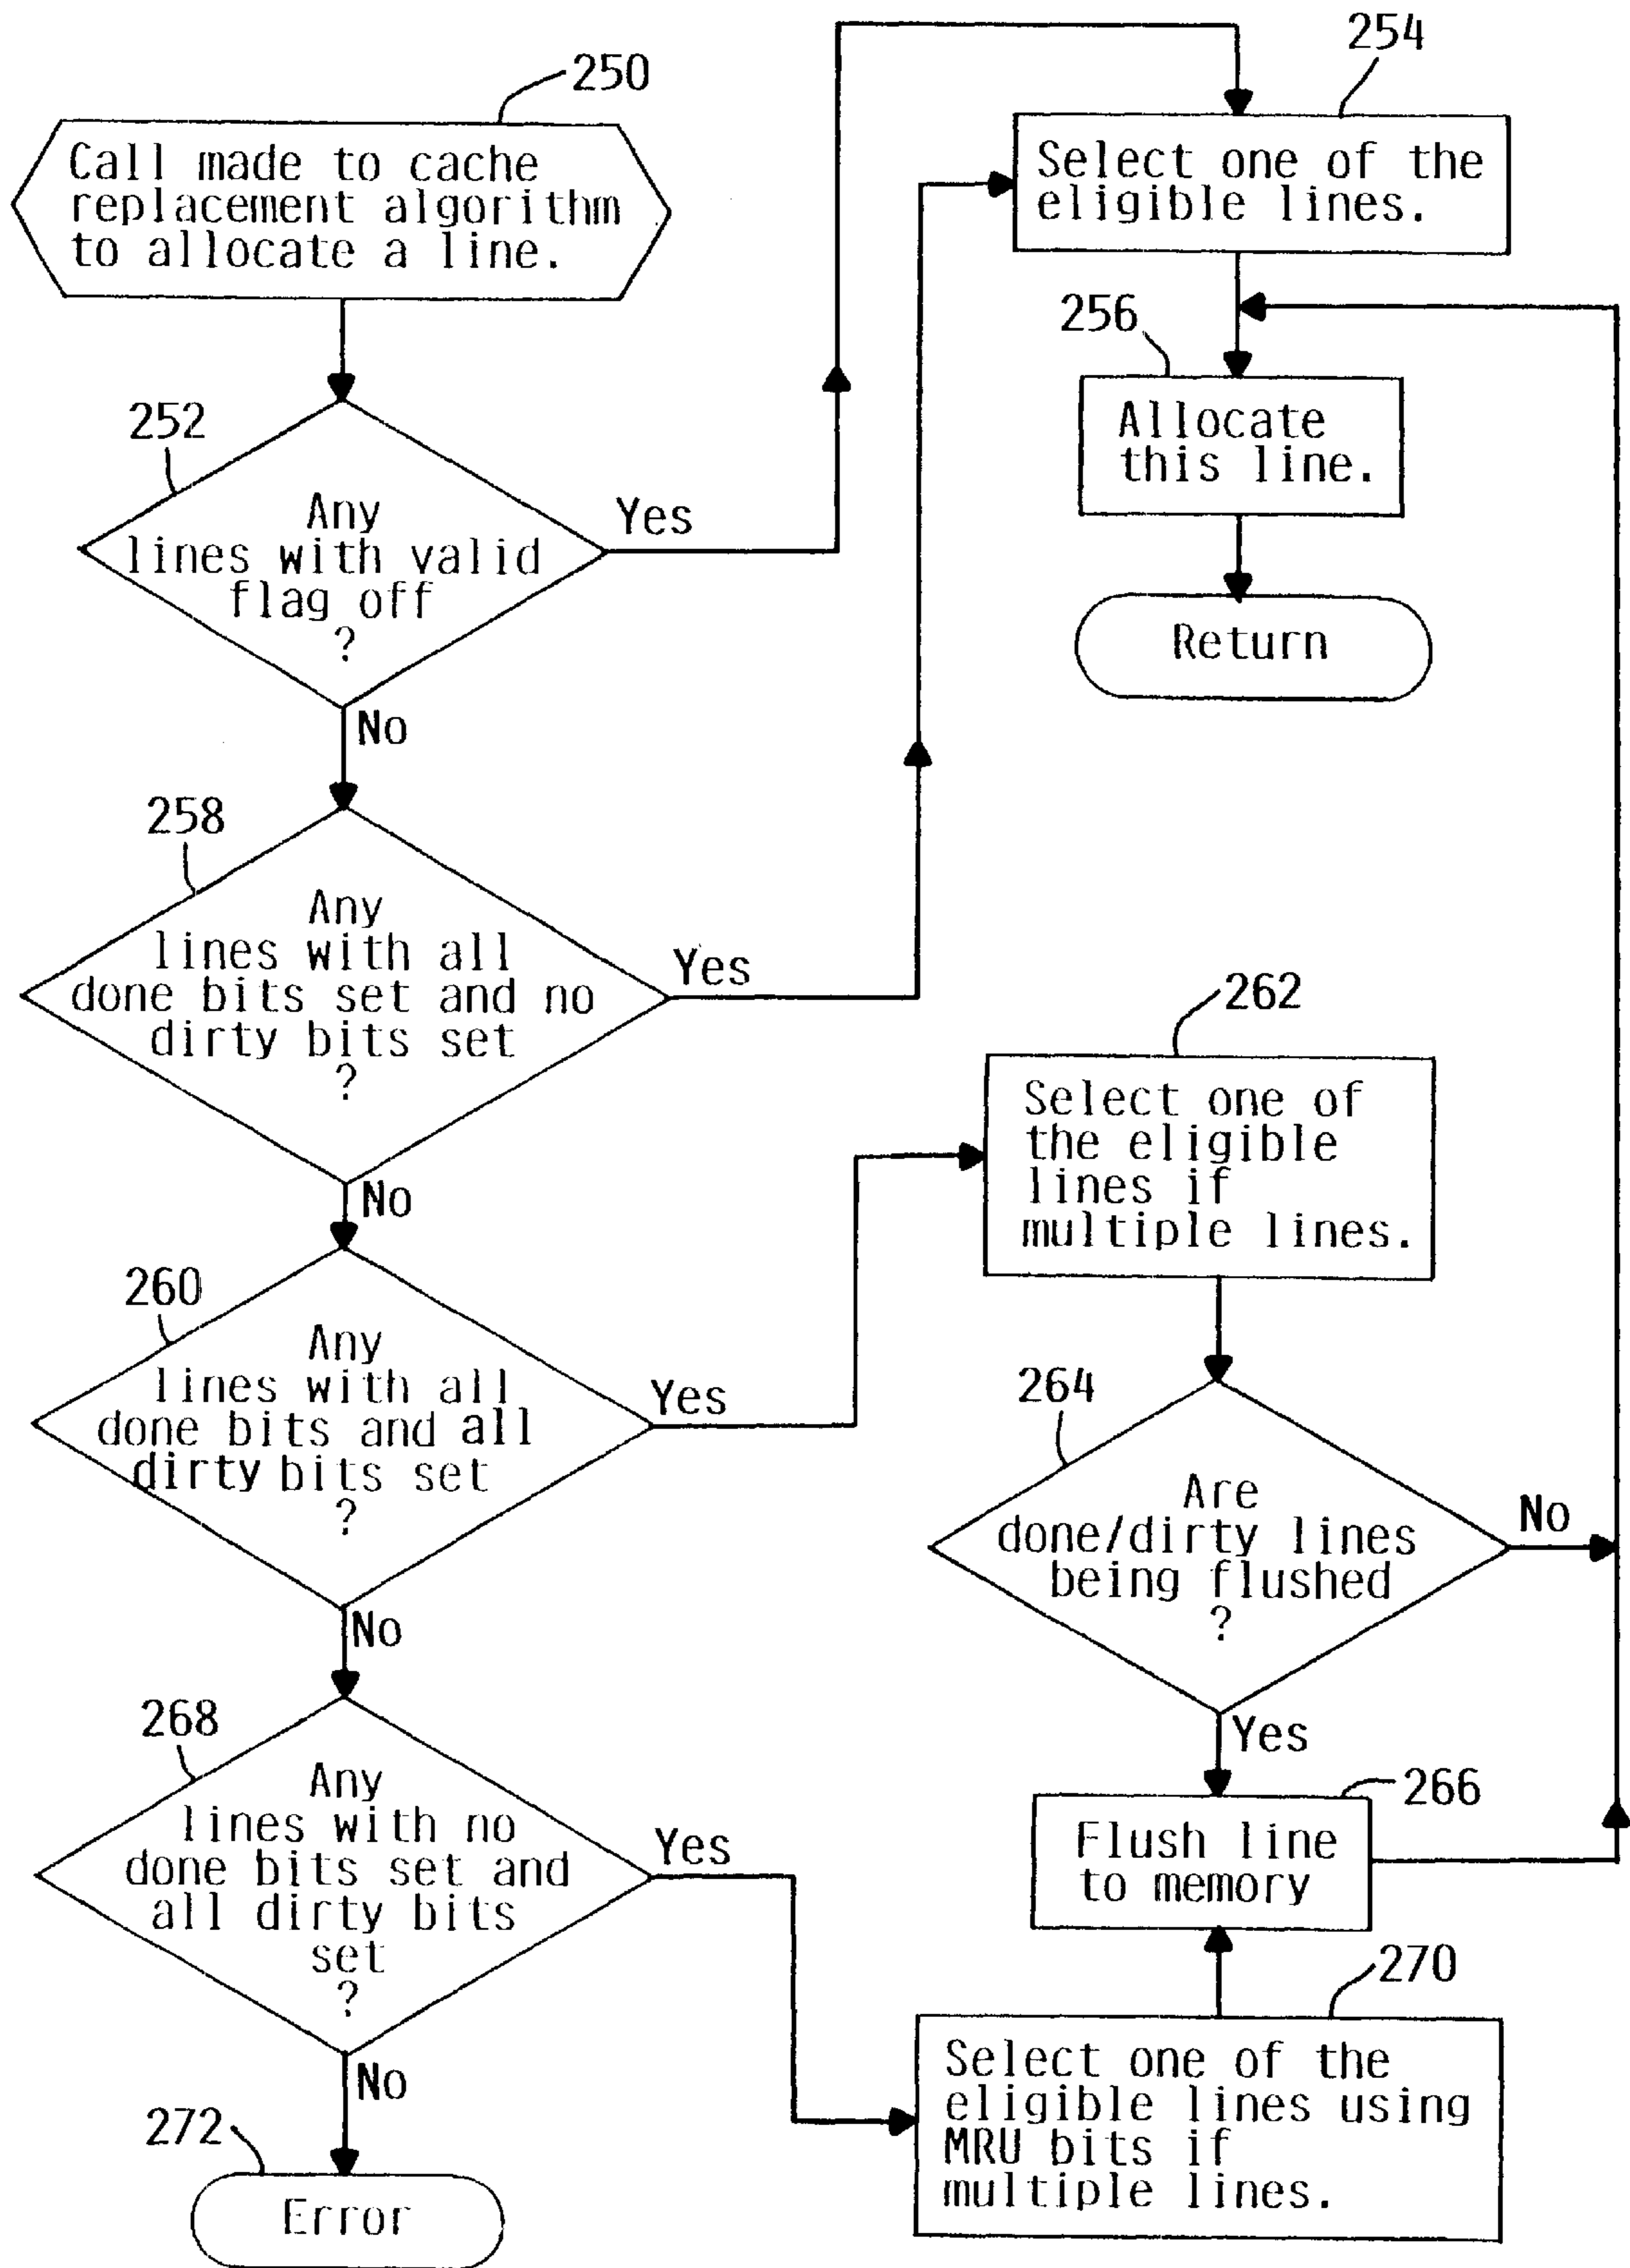 250
Call made to cache
replacement algorithm
to allocate a line.
252
Any
lines with valid
flag off
?
Yes
No
254
Select one of the
eligible lines.
256
Allocate
this line.
Return
258
Any
lines with all
done bits set and no
dirty bits set
?
Yes
No
260
Any
lines with all
done bits and all
dirty bits set
?
Yes
No
262
Select one of
the eligible
lines if
multiple lines.
264
Are
done/dirty lines
being flushed
?
No
Yes
266
Flush line
to memory
268
Any
lines with no
done bits set and
all dirty bits
set
?
Yes
No
270
Select one of the
eligible lines using
MRU bits if
multiple lines.
272
Error